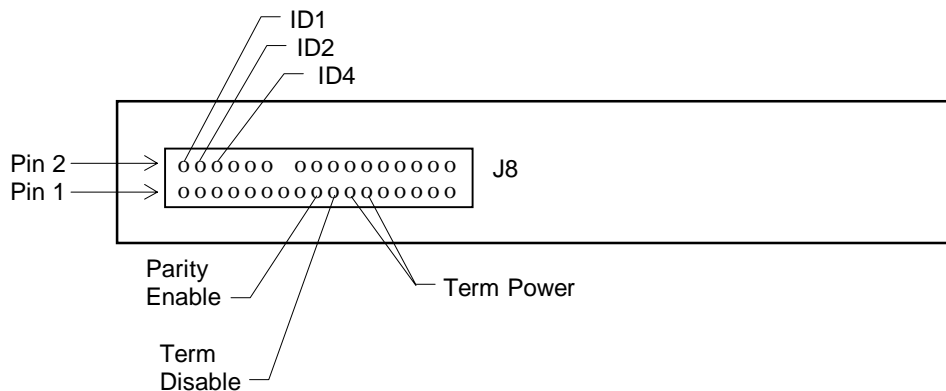 ID1
ID2
ID4
Pin 2
Pin 1
o o o o o o o o o o o o o o o o
o o o o o o o o o o o o o o o o o
J8
Parity
Enable
Term Power
Term
Disable